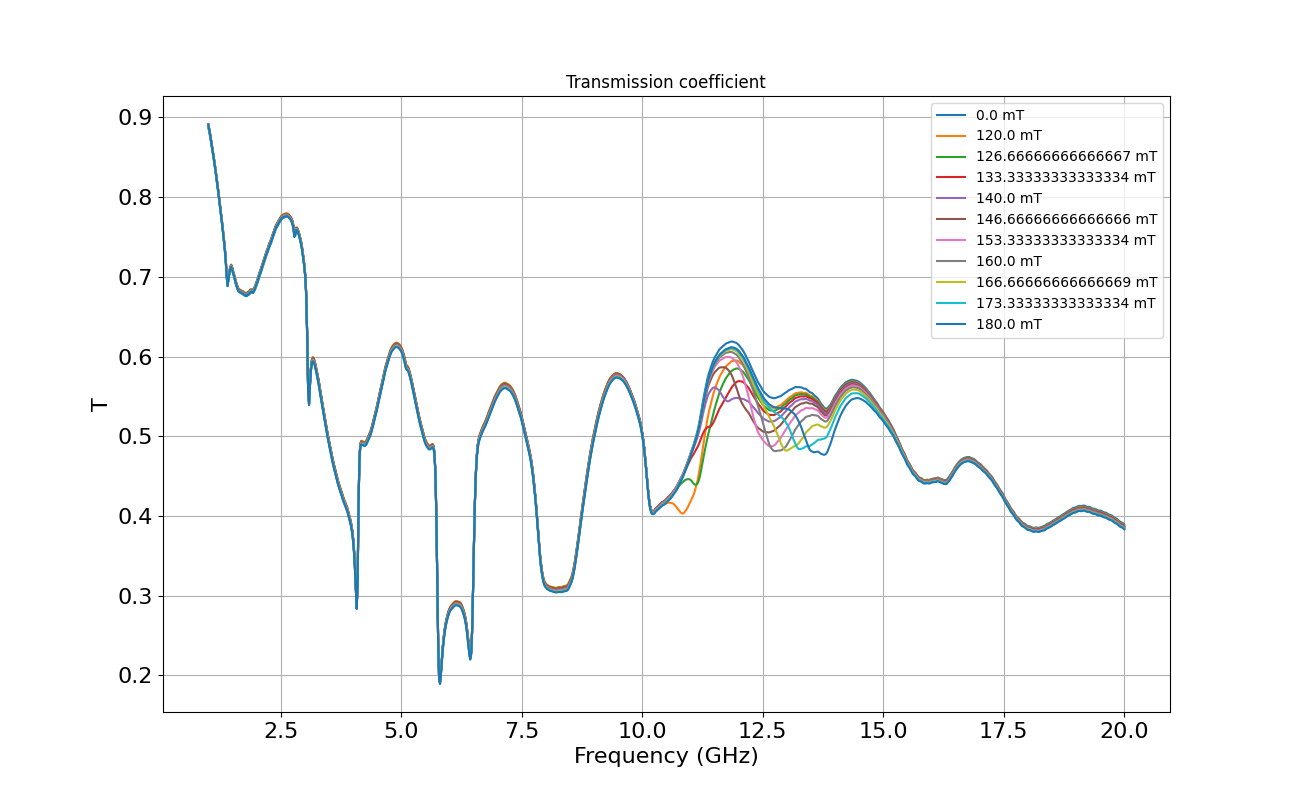 Transmission coefficient
0.9
0.8
0.7
0.6
0.5
0.4
0.3
0.2
T
0.0 mT
120.0 mT
126.66666666666667 mT
133.33333333333334 mT
140.0 mT
146.66666666666666 mT
153.33333333333334 mT
160.0 mT
166.66666666666669 mT
173.33333333333334 mT
180.0 mT
2.5 5.0 7.5 10.0 12.5 15.0 17.5 20.0
Frequency (GHz)